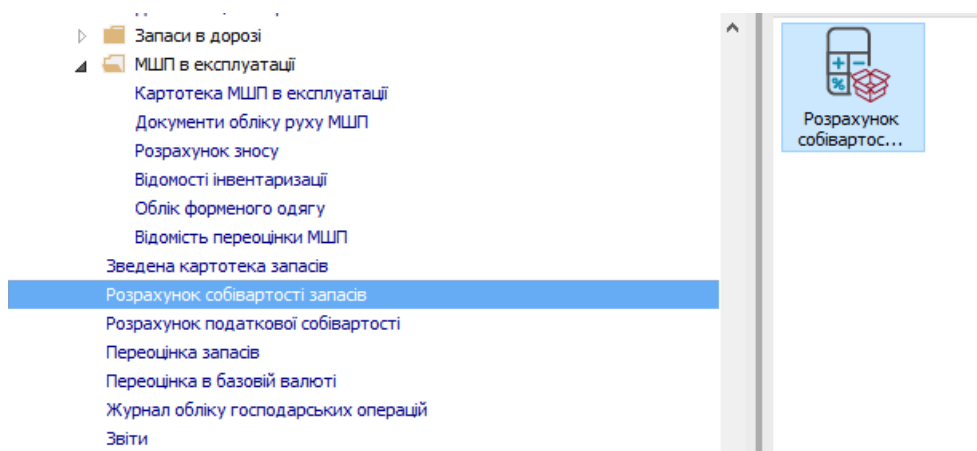 Запаси в дорозі
МШП в експлуатації
Картотека МШП в експлуатації
Документи обліку руху МШП
Розрахунок зносу
Відомості інвентаризації
Облік форменого одягу
Відомість переоцінки МШП
Зведена картотека запасів
Розрахунок собівартості запасів
Розрахунок податкової собівартості
Переоцінка запасів
Переоцінка в базовій валюті
Журнал обліку господарських операцій
Звіти
Розрахунок
собівартос...